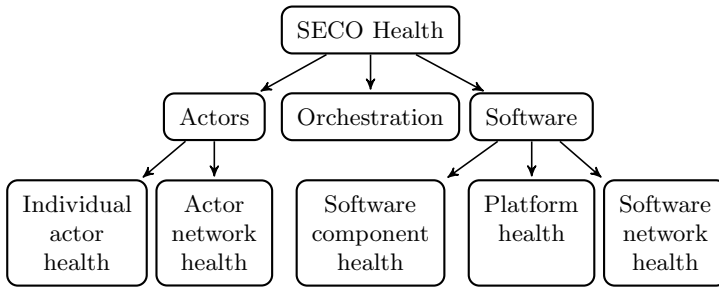 SECO Health
Actors
Orchestration
Software
Individual
actor
health
Actor
network
health
Software
component
health
Platform
health
Software
network
health